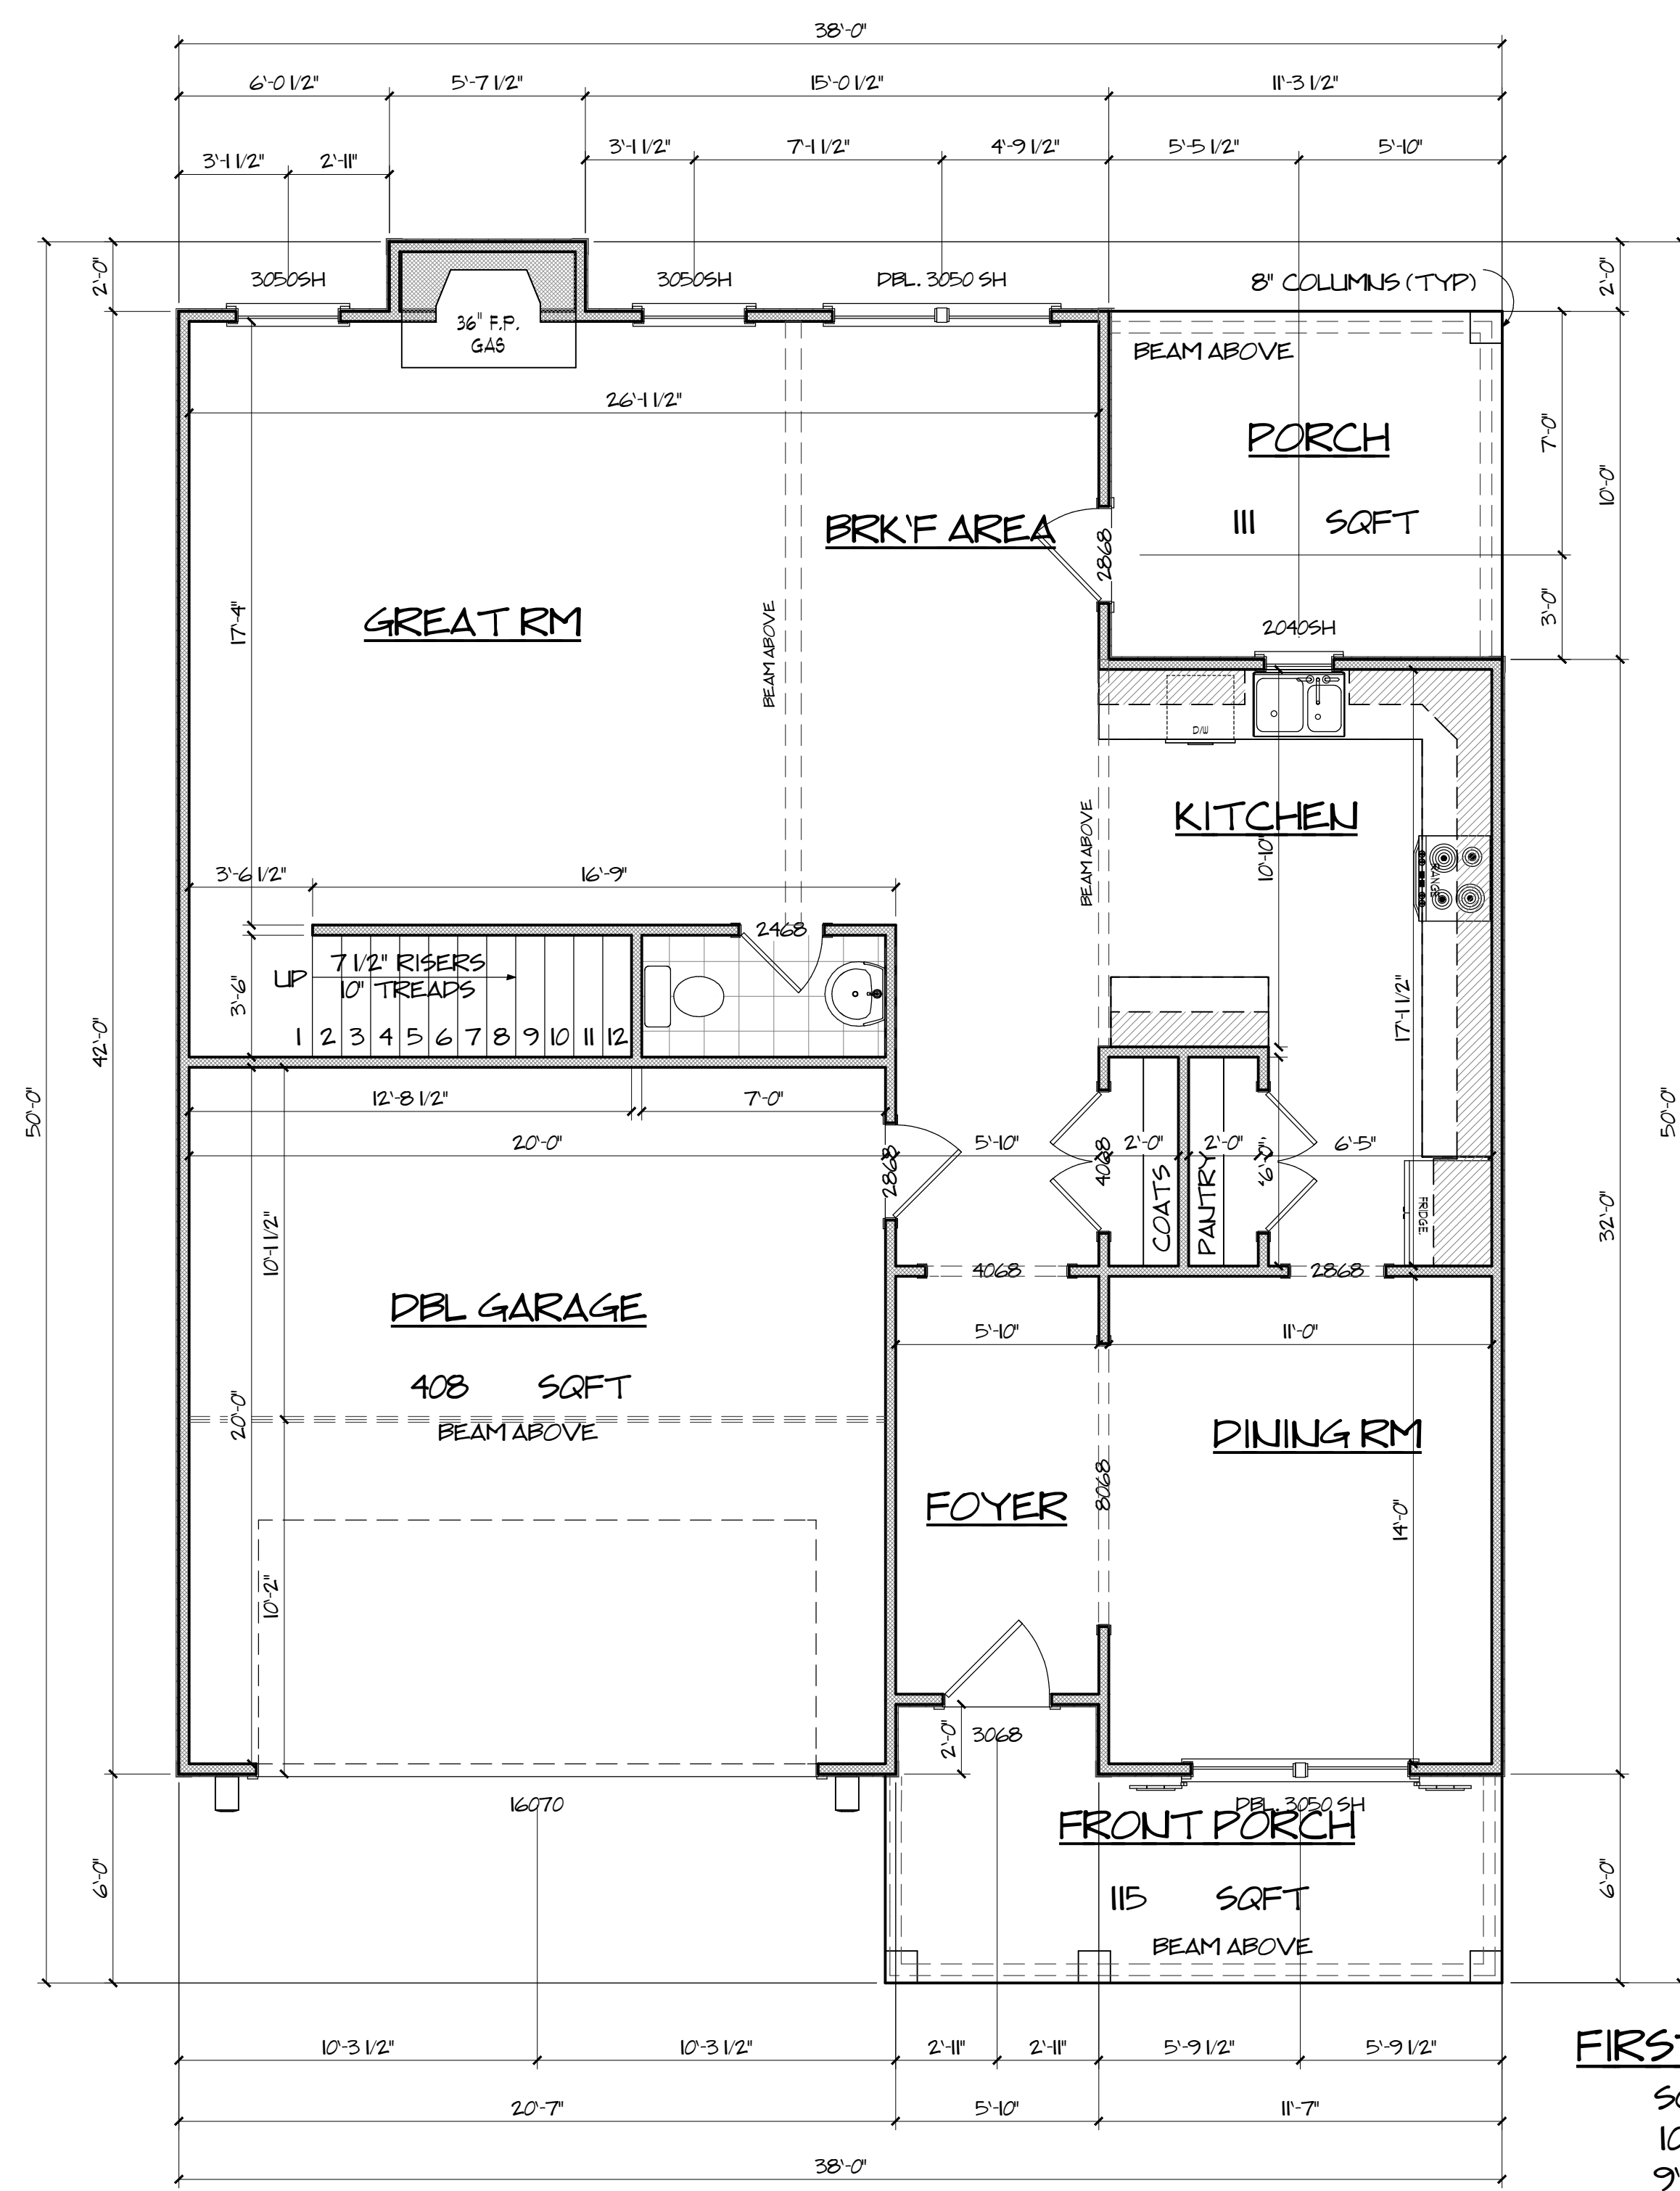 38'-0"
6'-0 1/2" 5'-7 1/2" 15'-0 1/2" 11'-3 1/2"
3'-1 1/2" 7'-1 1/2" 4'-9 1/2" 5'-5 1/2" 5'-10"
3'-1 1/2" 2'-11"
2'-0" 3050SH 3050SH DBL. 3050 SH 8" COLUMNS (TYP) 2'-0"
36" F.P.
GAS
BEAM ABOVE
26'-1 1/2"
PORCH
7'-0"
10'-0"
111 SQFT
BRK'F AREA
2868
3'-0"
17'-4"
GREAT RM
BEAM ABOVE
2040SH
D/W
KITCHEN
BEAM ABOVE
10'-10"
RANGE
3'-6 1/2" 16'-9"
2468
7 1/2" RISERS
UP
10" TREADS
3'-6"
1 2 3 4 5 6 7 8 9 10 11 12
17'-1 1/2"
42'-0"
50'-0"
50'-0"
12'-8 1/2" 7'-0"
20'-0" 5'-10" 2'-0" 2'-0" 6'-5"
2868
4068
COATS
PANTRY
6'-0"
FRIDGE.
32'-0"
10'-1 1/2"
4068 2868
DBL GARAGE
5'-10" 11'-0"
408 SQFT
20'-0"
BEAM ABOVE
DINING RM
8068
FOYER
14'-0"
10'-2"
2'-0"
3068
16070
DBL. 3050 SH
FRONT PORCH
6'-0"
6'-0"
115 SQFT
BEAM ABOVE
10'-3 1/2" 10'-3 1/2" 2'-11" 2'-11" 5'-9 1/2" 5'-9 1/2"
FIRST
20'-7" 5'-10" 11'-7"
10
38'-0"
9'